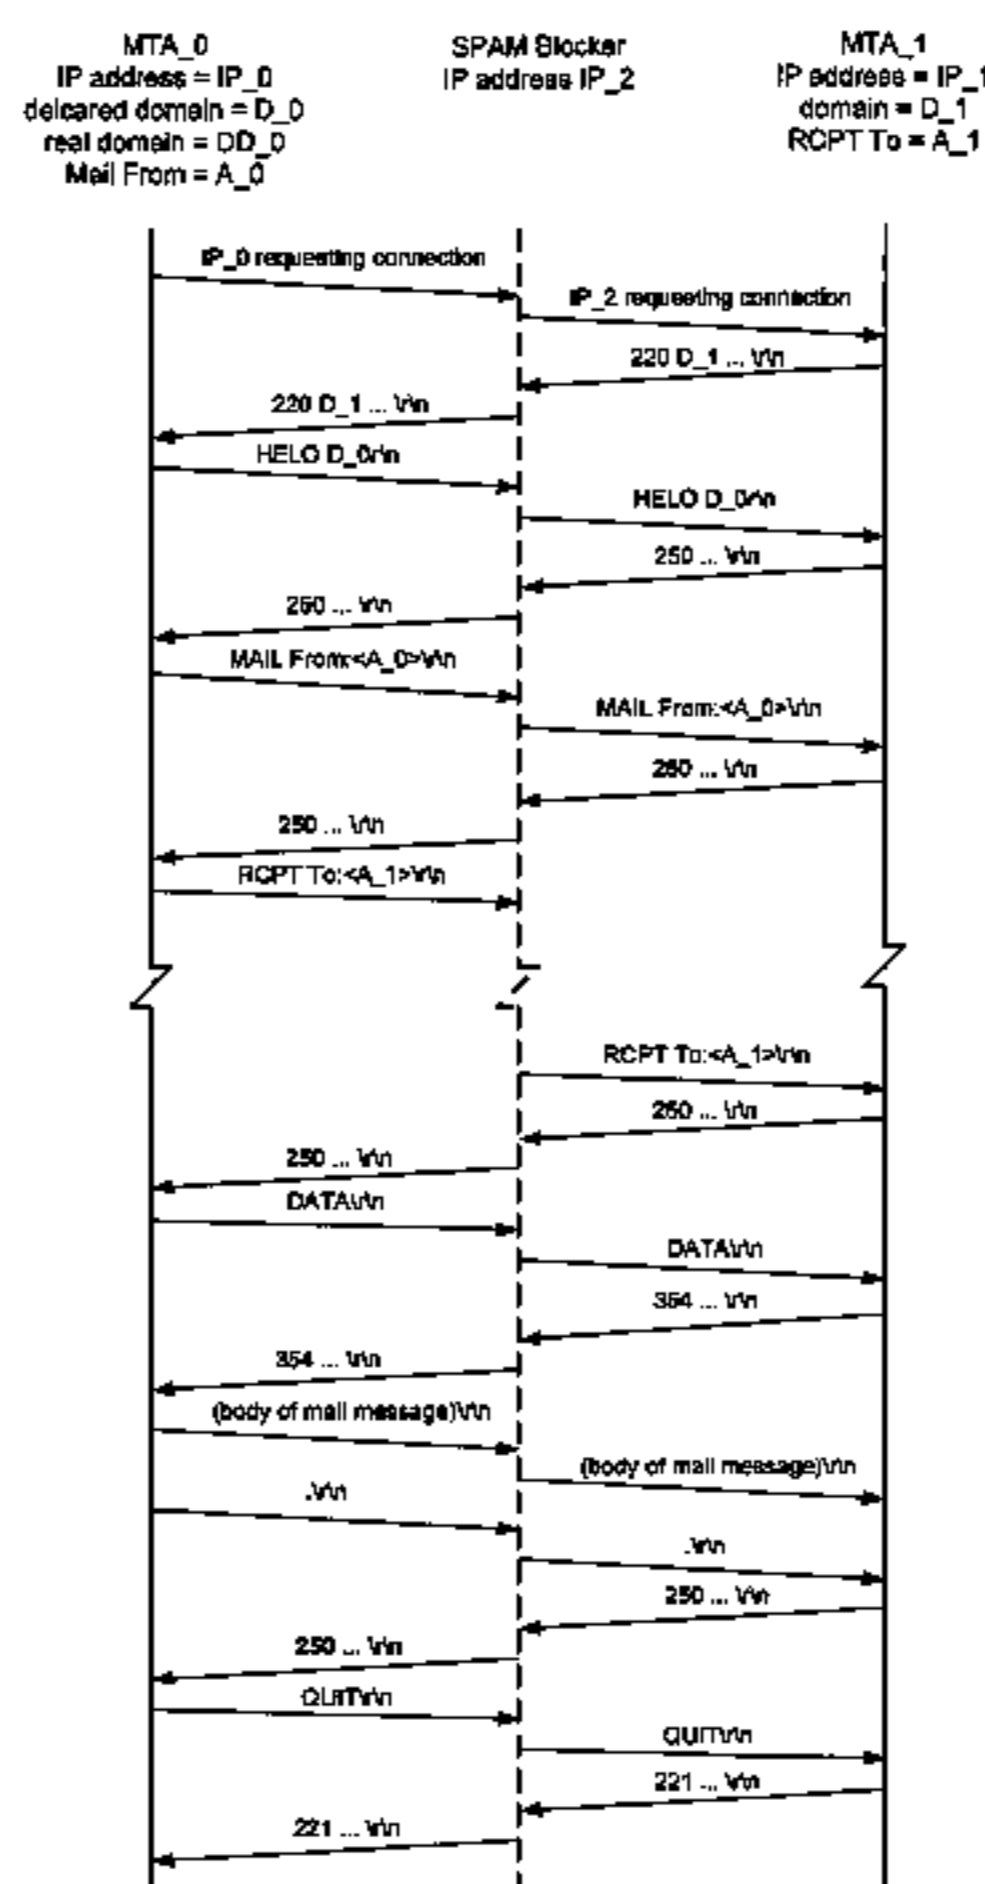 MTA_0
IP address = IP_0
delcared domain = D_0
real domain = DD_0
Mail From = A_0
SPAM Blocker
IP address IP_2
MTA_1
IP address = IP_1
domain = D_1
RCPT To = A_1
IP_0 requesting connection
IP_2 requesting connection
220 D_1 ... \r\n
220 D_1 ... \r\n
HELO D_0\r\n
HELO D_0\r\n
250 ... \r\n
250 ... \r\n
MAIL From:<A_0>\r\n
MAIL From:<A_0>\r\n
250 ... \r\n
250 ... \r\n
RCPT To:<A_1>\r\n
RCPT To:<A_1>\r\n
250 ... \r\n
250 ... \r\n
DATA\r\n
DATA\r\n
354 ... \r\n
354 ... \r\n
(body of mail message)\r\n
(body of mail message)\r\n
.\r\n
.\r\n
250 ... \r\n
250 ... \r\n
QUIT\r\n
QUIT\r\n
221 ... \r\n
221 ... \r\n